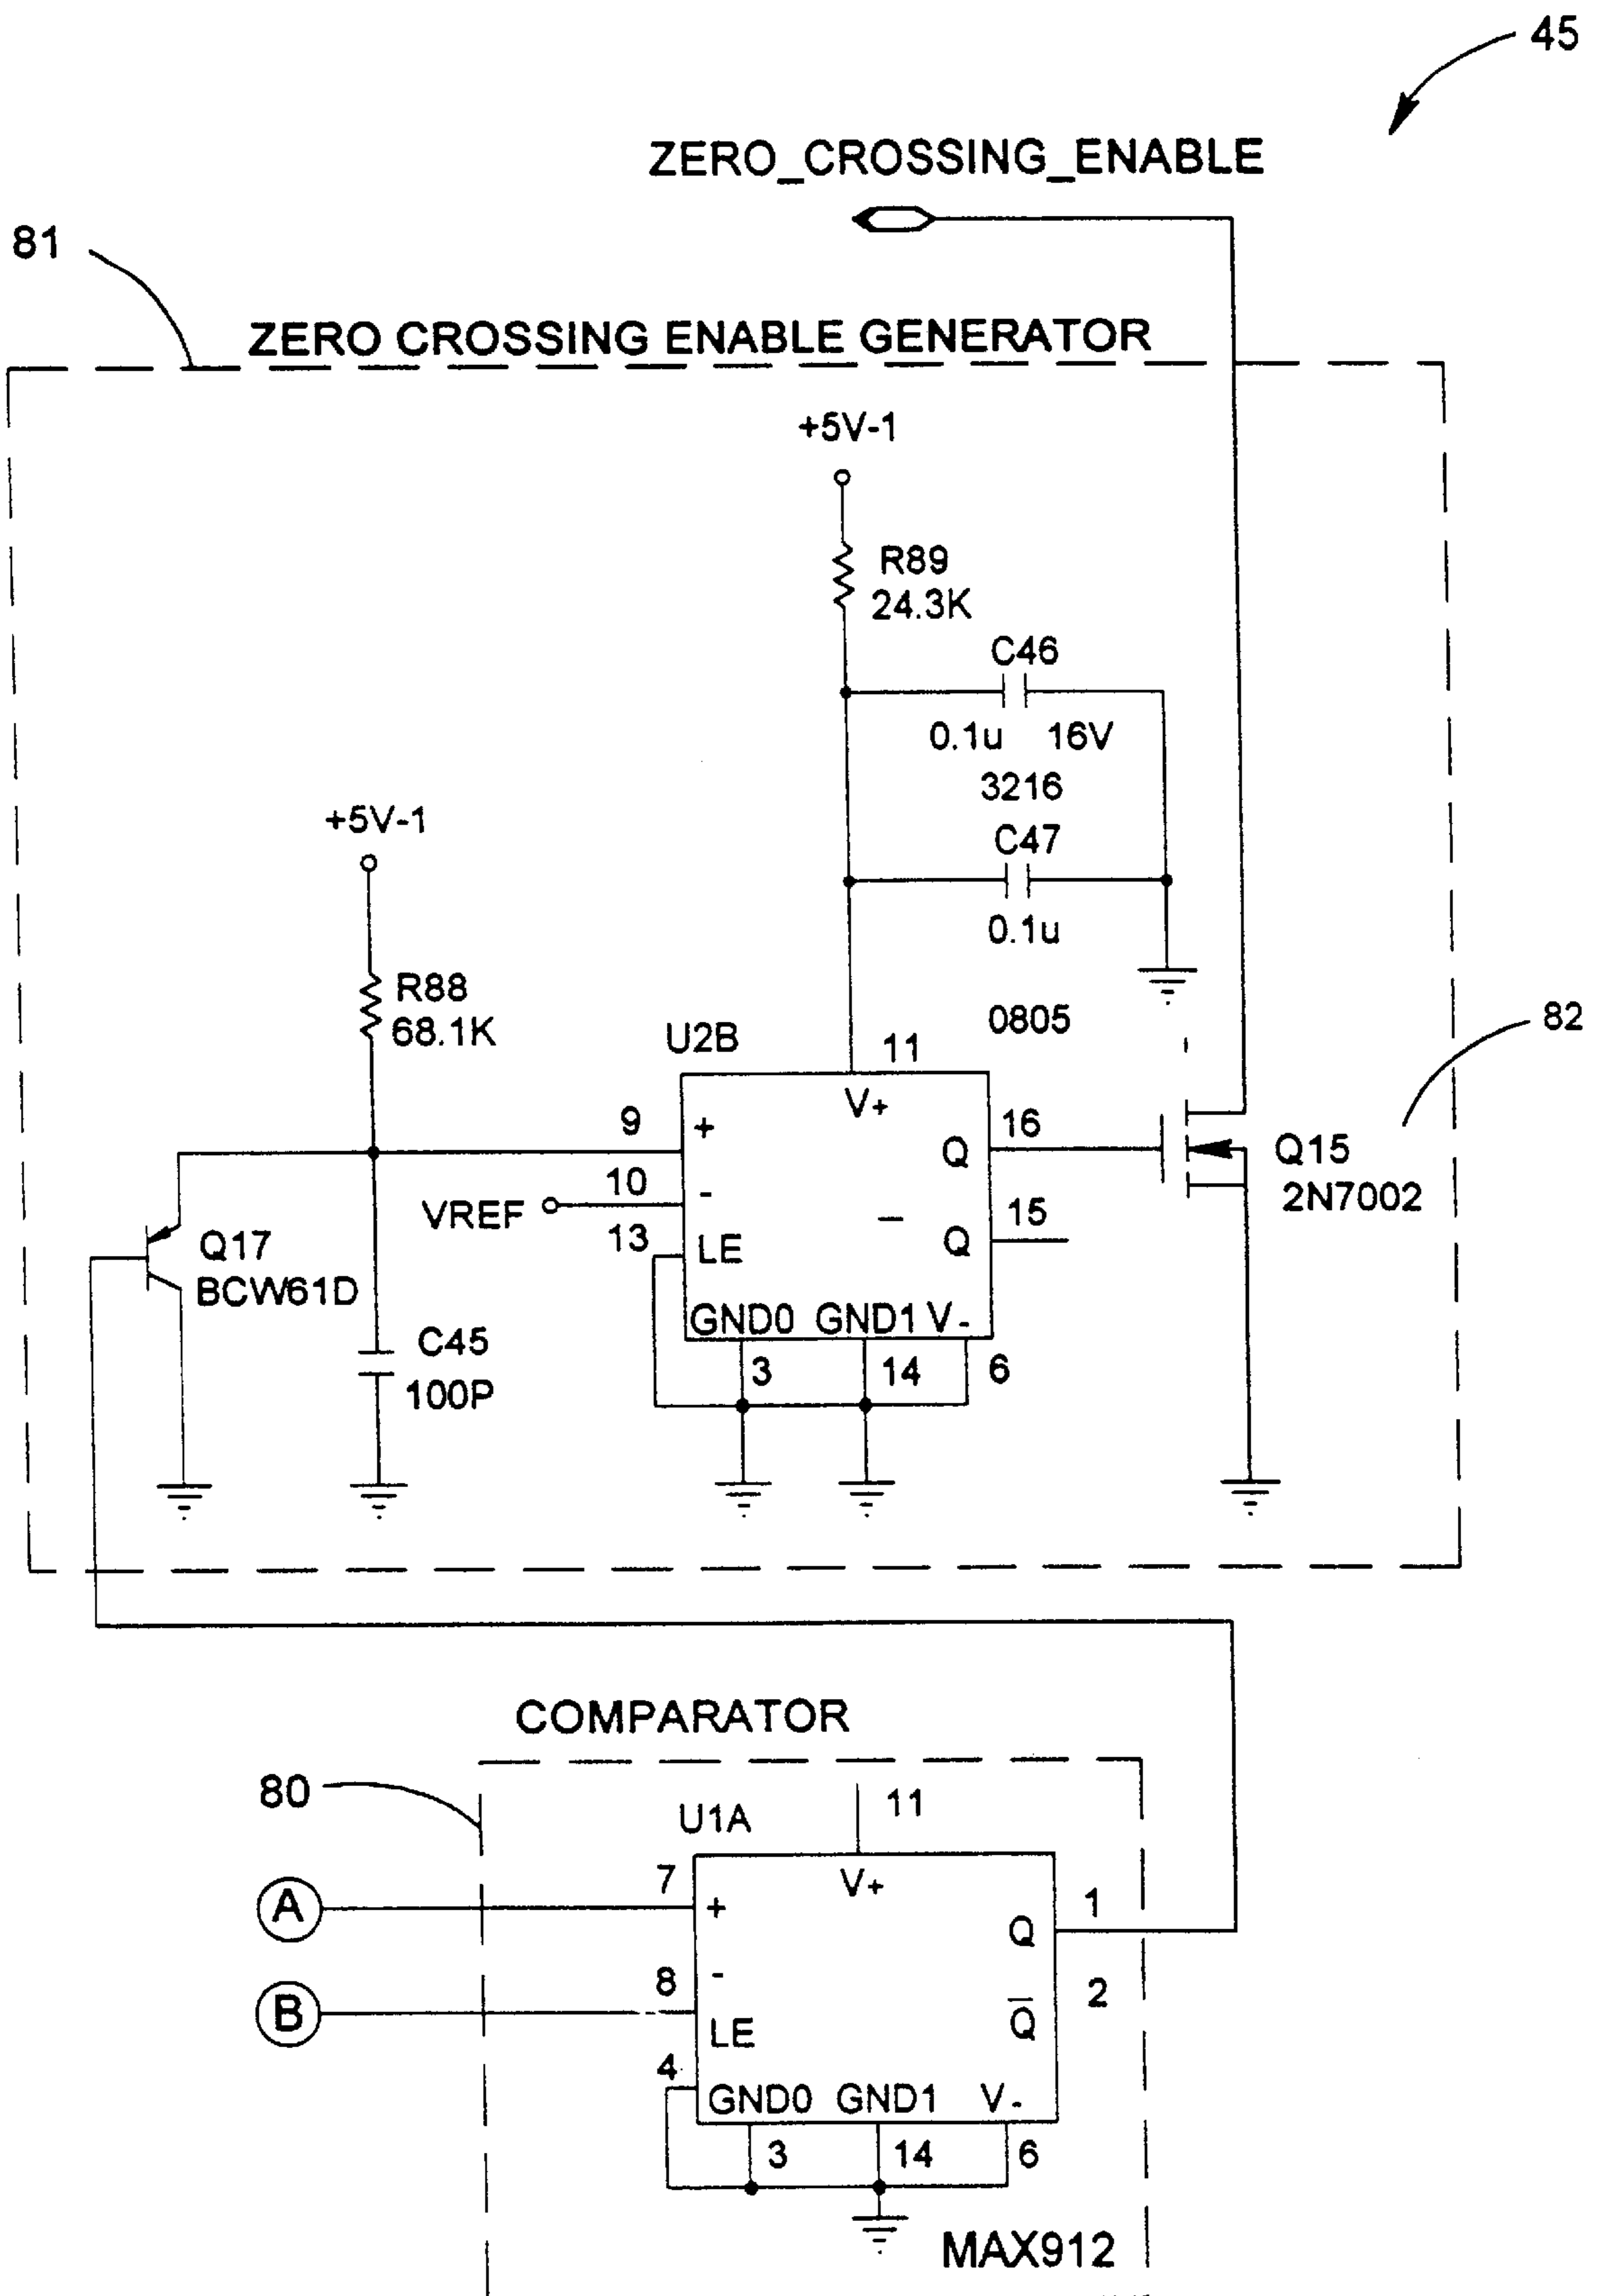 45
ZERO_CROSSING_ENABLE
81
ZERO CROSSING ENABLE GENERATOR
+5V-1
R89
24.3K
C46
0.1u 16V
3216
C47
0.1u
+5V-1
R88
68.1K
0805
82
U2B
11
V+
9
+
Q
16
10
-
VREF
13
LE
Q
15
Q15
2N7002
Q17
BCW61D
GND0 GND1 V-
3
14
6
C45
100P
COMPARATOR
80
U1A
11
V+
A
7
+
Q
1
B
8
-
LE
Q̅
2
4
GND0 GND1 V-
3
14
6
MAX912